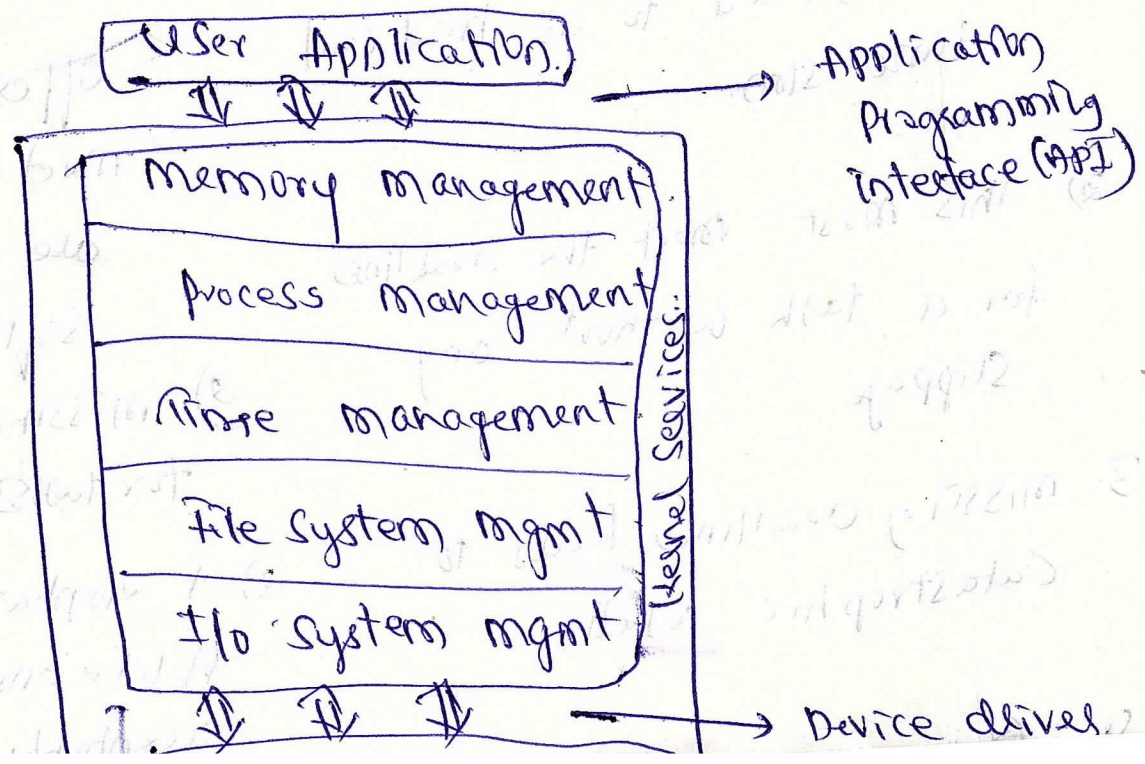 User Application
Application
Programming
interface (API)
Memory management
process management
Time management
File system mgmt
I/o system mgmt
Kernel Services
Device driver